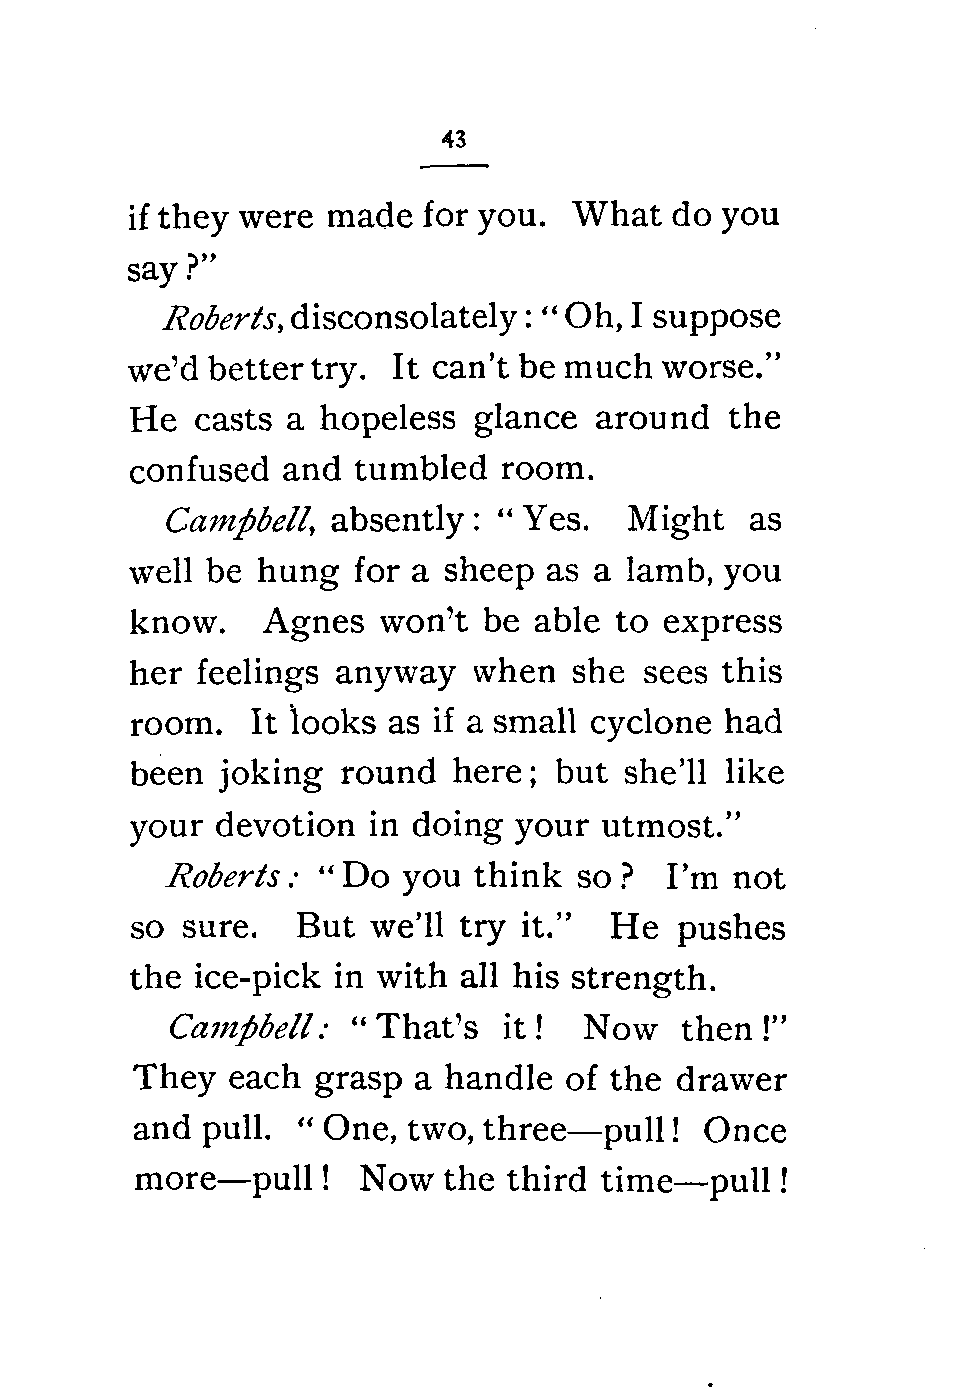 43
if they were made for you. What do you
say?"
Roberts, disconsolately: "Oh, I suppose
we'd better try. It can't be much worse."
He casts a hopeless glance around the
confused and tumbled room.
Campbell, absently: "Yes. Might as
well be hung for a sheep as a lamb, you
know. Agnes won't be able to express
her feelings anyway when she sees this
room. It looks as if a small cyclone had
been joking round here; but she'll like
your devotion in doing your utmost."
Roberts: "Do you think so? I'm not
so sure. But we'll try it." He pushes
the ice-pick in with all his strength.
Campbell: "That's it! Now then!"
They each grasp a handle of the drawer
and pull. "One, two, three—pull! Once
more—pull! Now the third time—pull!